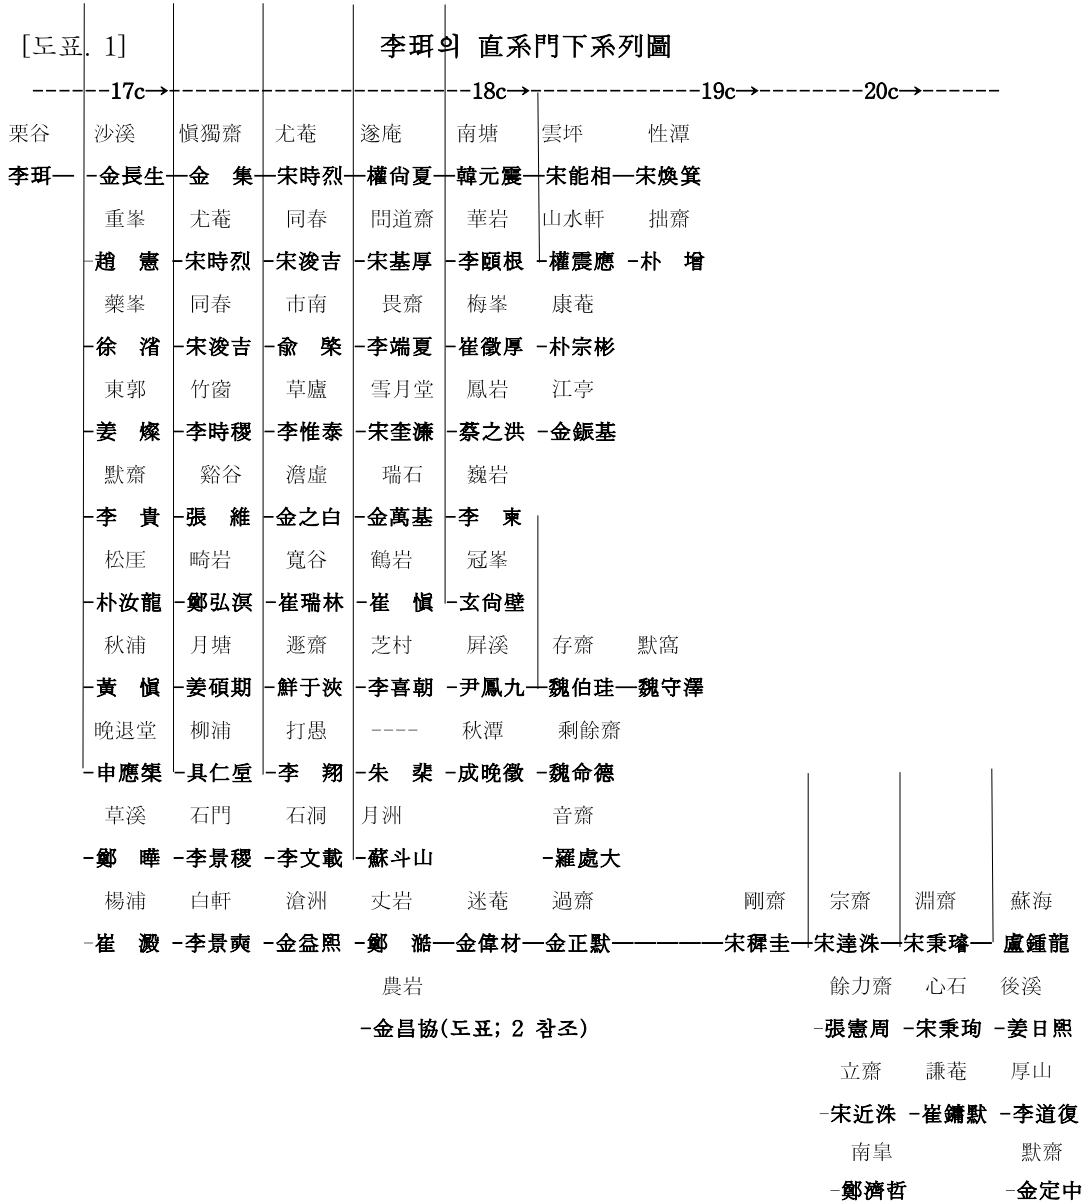 [도표. 1] 李珥의 直系門下系列圖
------17c→----------------------18c→------------19c→--------20c→------
栗谷 沙溪 愼獨齋 尤菴 遂庵 南塘 雲坪 性潭
李珥— -金長生—金 集—宋時烈—權尙夏—韓元震—宋能相—宋煥箕
重峯 尤菴 同春 問道齋 華岩 山水軒 拙齋
-趙 憲 -宋時烈 -宋浚吉 -宋基厚 -李頤根 -權震應 -朴 增
藥峯 同春 市南 畏齋 梅峯 康菴
-徐 渻 -宋浚吉 -兪 棨 -李端夏 -崔徵厚 -朴宗彬
東郭 竹窗 草廬 雪月堂 鳳岩 江亭
-姜 燦 -李時稷 -李惟泰 -宋奎濂 -蔡之洪 -金鋠基
默齋 谿谷 澹虛 瑞石 巍岩
-李 貴 -張 維 -金之白 -金萬基 -李 柬
松厓 畸岩 寬谷 鶴岩 冠峯
-朴汝龍 -鄭弘溟 -崔瑞林 -崔 愼 -玄尙壁
秋浦 月塘 遯齋 芝村 屛溪 存齋 默窩
-黃 愼 -姜碩期 -鮮于浹 -李喜朝 -尹鳳九—魏伯珪—魏守澤
晩退堂 柳浦 打愚 ---- 秋潭 剩餘齋
-申應榘 -具仁垕 -李 翔 -朱 棐 -成晩徵 -魏命德
草溪 石門 石洞 月洲 音齋
-鄭 曄 -李景稷 -李文載 -蘇斗山 -羅處大
楊浦 白軒 滄洲 丈岩 迷菴 過齋 剛齋 宗齋 淵齋 蘇海
-崔 澱 -李景奭 -金益熙 -鄭 澔—金偉材—金正默—————宋穉圭—宋達洙—宋秉璿— 盧鍾龍
農岩 餘力齋 心石 後溪
-金昌協(도표; 2 참조) -張憲周 -宋秉珣 -姜日熙
立齋 謙菴 厚山
-宋近洙 -崔鏞默 -李道復
南皐 默齋
-鄭濟哲 -金定中